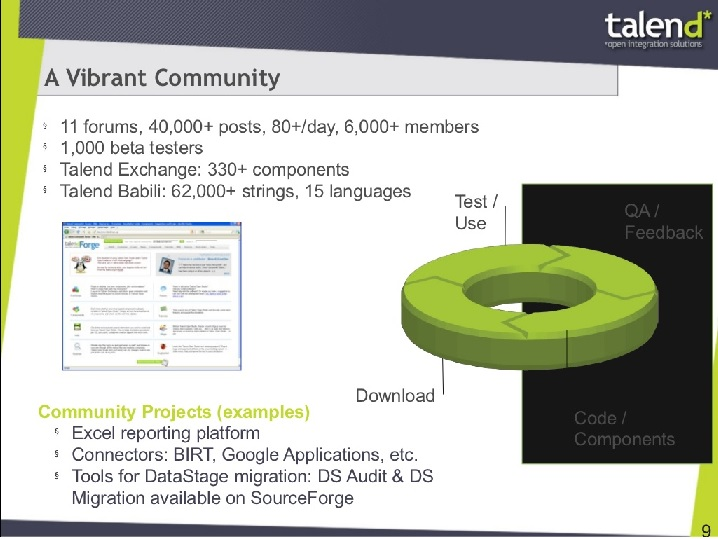 talend*
*open integration solutions
A Vibrant Community
§ 11 forums, 40,000+ posts, 80+/day, 6,000+ members
§ 1,000 beta testers
§ Talend Exchange: 330+ components
§ Talend Babili: 62,000+ strings, 15 languages
Test /
Use
QA /
Feedback
talendForge
Download
Code /
Components
Community Projects (examples)
§ Excel reporting platform
§ Connectors: BIRT, Google Applications, etc.
§ Tools for DataStage migration: DS Audit & DS
Migration available on SourceForge
9